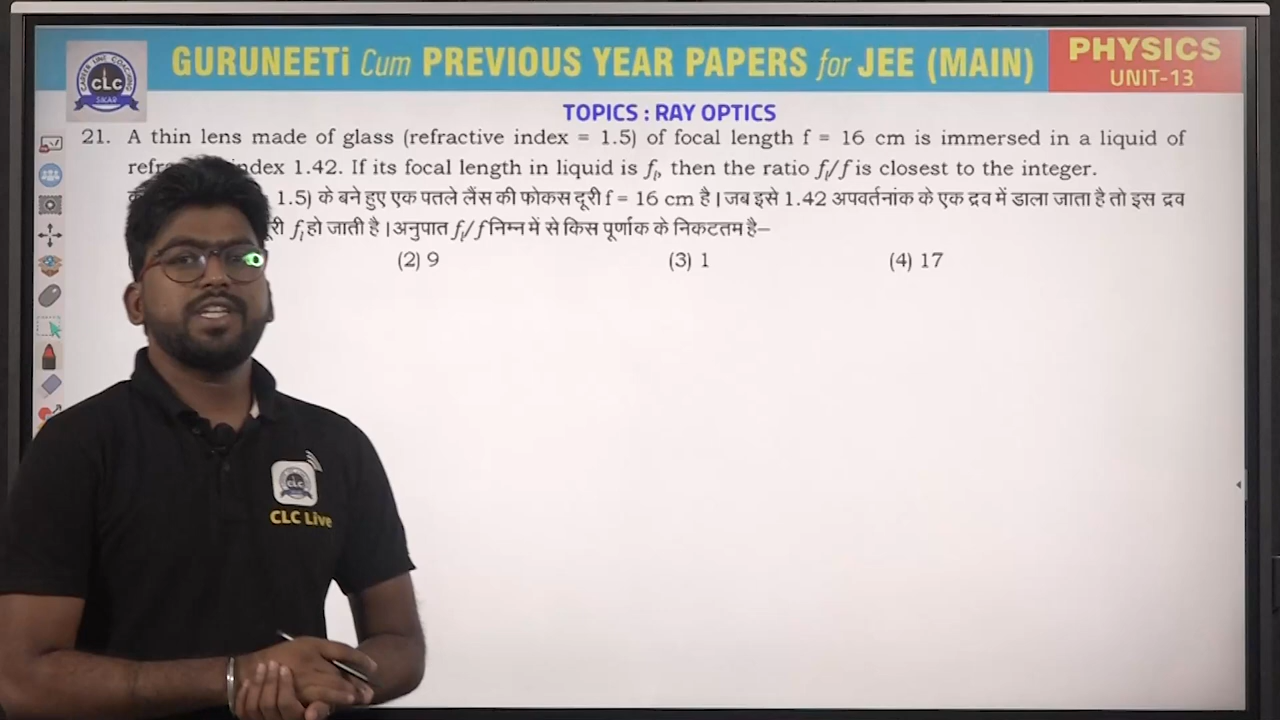 GURUNEETi Cum PREVIOUS YEAR PAPERS for JEE (MAIN)
PHYSICS
UNIT-13
CLC
SIKAR
TOPICS : RAY OPTICS
21. A thin lens made of glass (refractive index = 1.5) of focal length f = 16 cm is immersed in a liquid of
index 1.42. If its focal length in liquid is fₗ, then the ratio fₗ/f is closest to the integer.
1.5) के बने हुए एक पतले लैंस की फोकस दूरी f = 16 cm है। जब इसे 1.42 अपवर्तनांक के एक द्रव में डाला जाता है तो इस द्रव
fₗ हो जाती है। अनुपात fₗ/f निम्न में से किस पूर्णाक के निकटतम है–
(2) 9 (3) 1 (4) 17
CLC
CLC Live